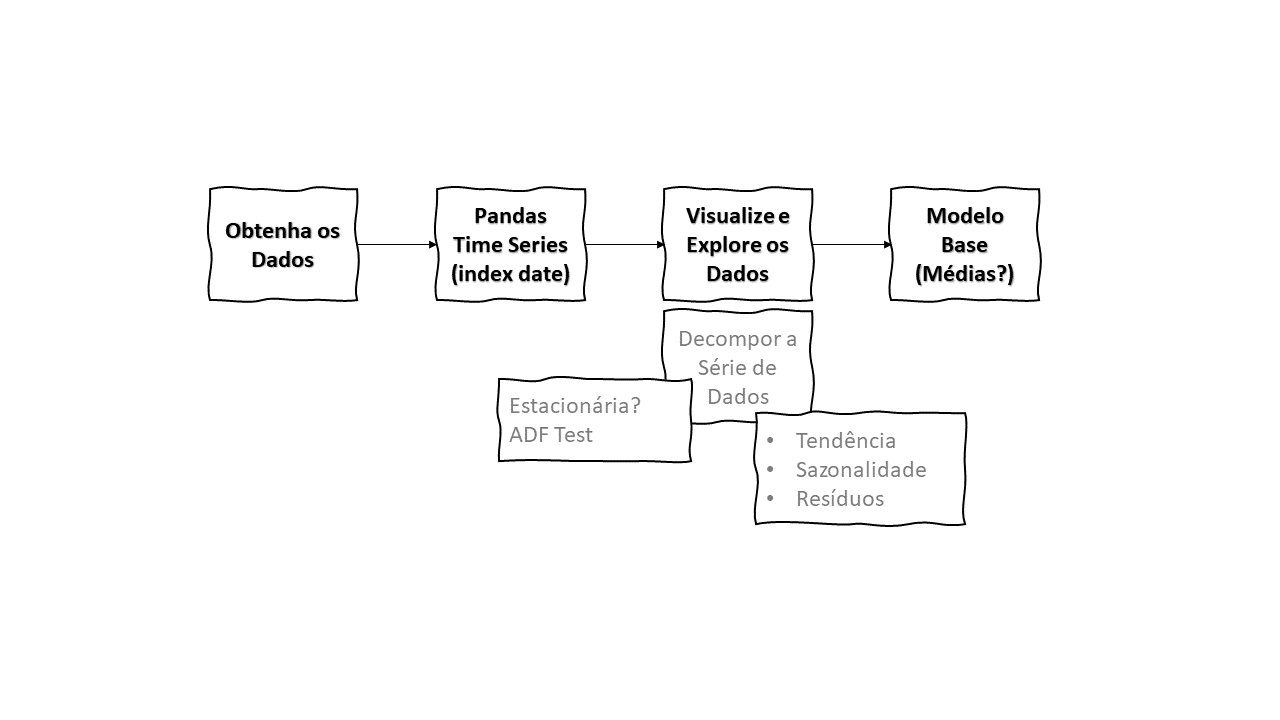 Obtenha os
Dados
Pandas
Time Series
(index date)
Visualize e
Explore os
Dados
Modelo
Base
(Médias?)
Decompor a
Série de
Dados
Estacionária?
ADF Test
• Tendência
• Sazonalidade
• Resíduos